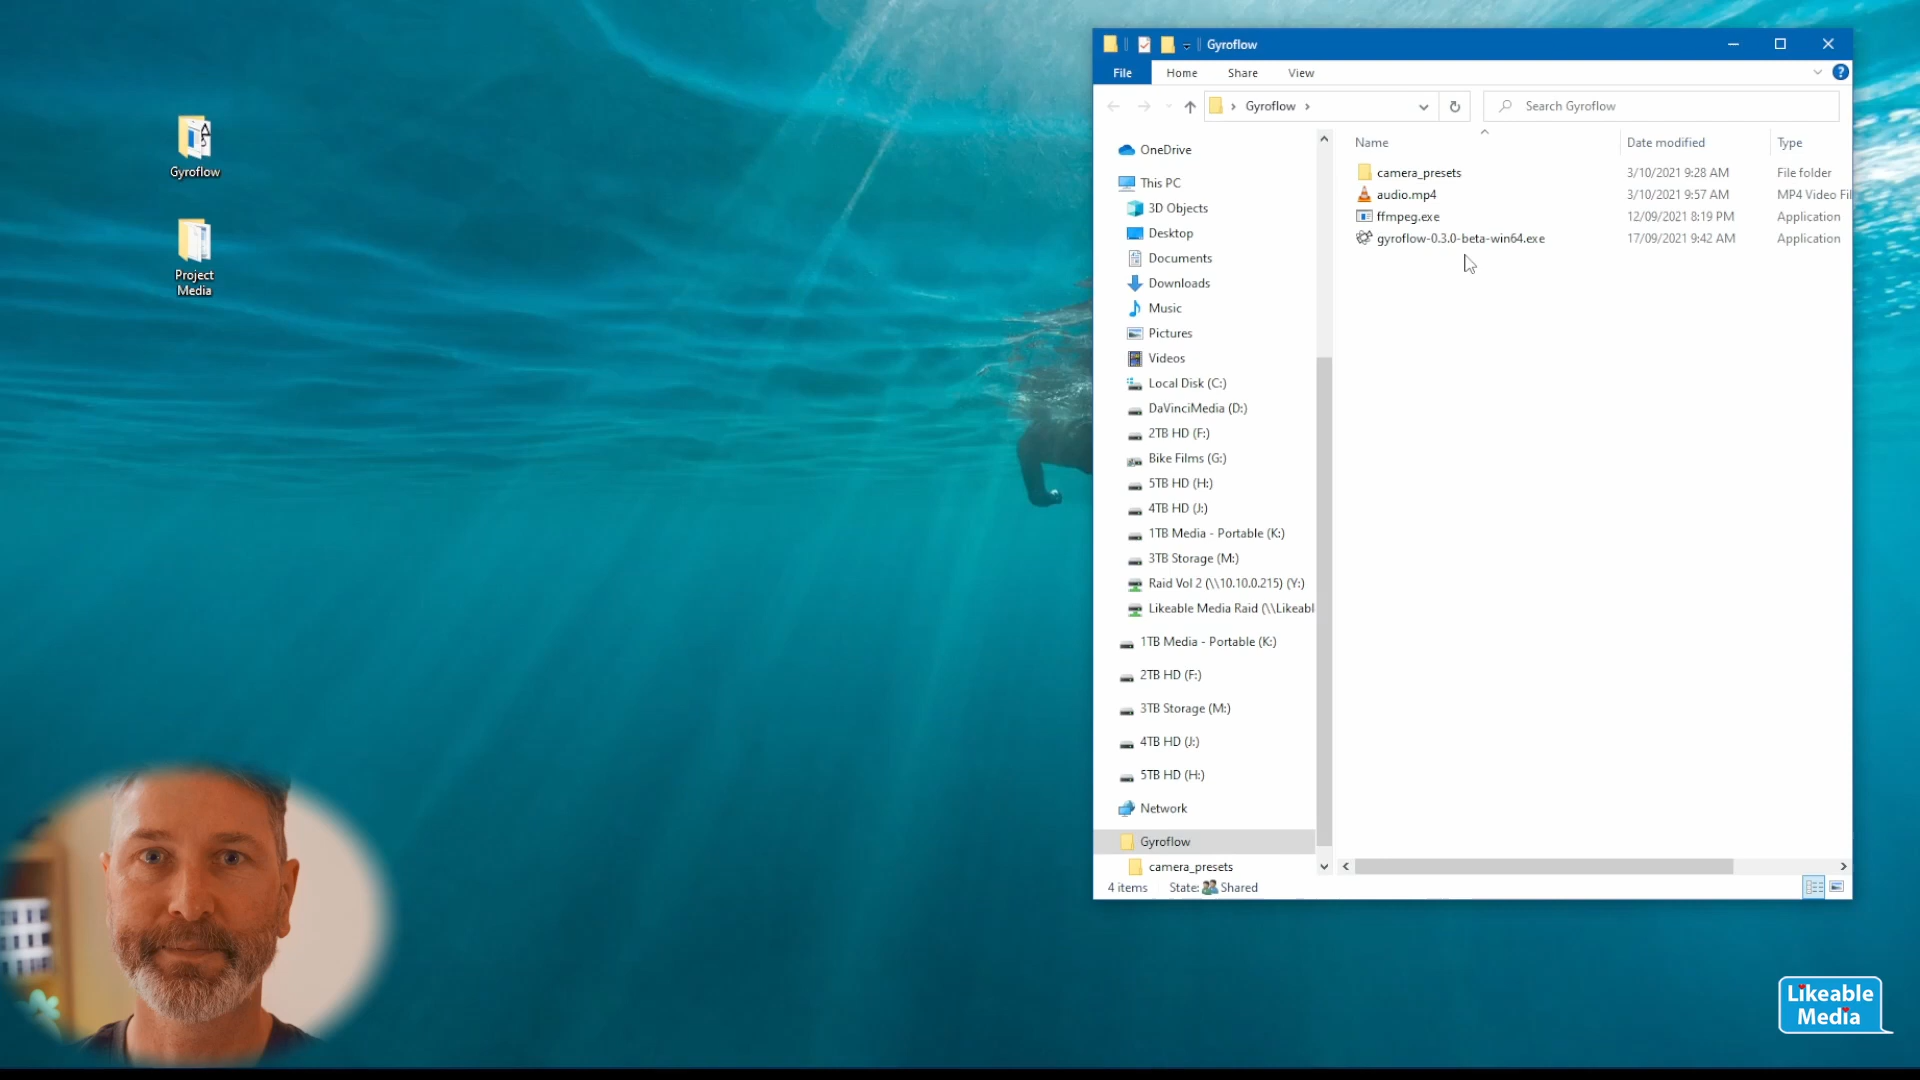 Gyroflow
Project
Media
Gyroflow
File Home Share View
Gyroflow
Search Gyroflow
Name Date modified Type
camera_presets 3/10/2021 9:28 AM File folder
audio.mp4 3/10/2021 9:57 AM MP4 Video Fil
ffmpeg.exe 12/09/2021 8:19 PM Application
gyroflow-0.3.0-beta-win64.exe 17/09/2021 9:42 AM Application
OneDrive
This PC
3D Objects
Desktop
Documents
Downloads
Music
Pictures
Videos
Local Disk (C:)
DaVinciMedia (D:)
2TB HD (F:)
Bike Films (G:)
5TB HD (H:)
4TB HD (J:)
1TB Media - Portable (K:)
3TB Storage (M:)
Raid Vol 2 (\\10.10.0.215) (Y:)
Likeable Media Raid (\\Likeabl
1TB Media - Portable (K:)
2TB HD (F:)
3TB Storage (M:)
4TB HD (J:)
5TB HD (H:)
Network
Gyroflow
camera_presets
4 items State: Shared
Likeable
Media